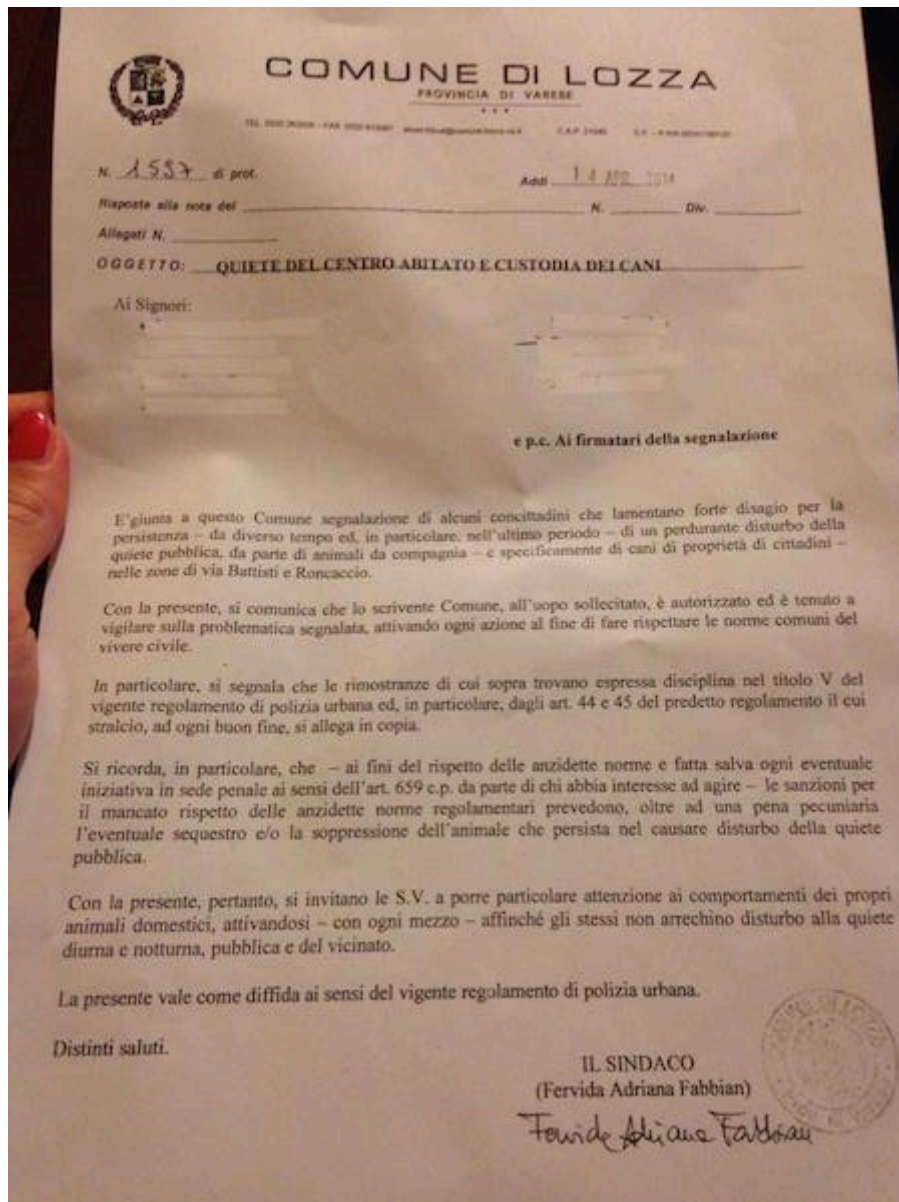 COMUNE DI LOZZA
PROVINCIA DI VARESE
N. 1597 di prot.
Addì 14 APR. 2014
Risposta alla nota del N. Div.
Allegati N.
OGGETTO: QUIETE DEL CENTRO ABITATO E CUSTODIA DEI CANI
Ai Signori:
e p.c. Ai firmatari della segnalazione
E'giunta a questo Comune segnalazione di alcuni concittadini che lamentano forte disagio per la
persistenza – da diverso tempo ed, in particolare, nell'ultimo periodo – di un perdurante disturbo della
quiete pubblica, da parte di animali da compagnia – e specificamente di cani di proprietà di cittadini –
nelle zone di via Battisti e Roncaccio.
Con la presente, si comunica che lo scrivente Comune, all'uopo sollecitato, è autorizzato ed è tenuto a
vigilare sulla problematica segnalata, attivando ogni azione al fine di fare rispettare le norme comuni del
vivere civile.
In particolare, si segnala che le rimostranze di cui sopra trovano espressa disciplina nel titolo V del
vigente regolamento di polizia urbana ed, in particolare, dagli art. 44 e 45 del predetto regolamento il cui
stralcio, ad ogni buon fine, si allega in copia.
Si ricorda, in particolare, che – ai fini del rispetto delle anzidette norme e fatta salva ogni eventuale
iniziativa in sede penale ai sensi dell'art. 659 c.p. da parte di chi abbia interesse ad agire – le sanzioni per
il mancato rispetto delle anzidette norme regolamentari prevedono, oltre ad una pena pecuniaria
l'eventuale sequestro e/o la soppressione dell'animale che persista nel causare disturbo della quiete
pubblica.
Con la presente, pertanto, si invitano le S.V. a porre particolare attenzione ai comportamenti dei propri
animali domestici, attivandosi – con ogni mezzo – affinché gli stessi non arrechino disturbo alla quiete
diurna e notturna, pubblica e del vicinato.
La presente vale come diffida ai sensi del vigente regolamento di polizia urbana.
Distinti saluti.
IL SINDACO
(Fervida Adriana Fabbian)
Fervida Adriana Fabbian